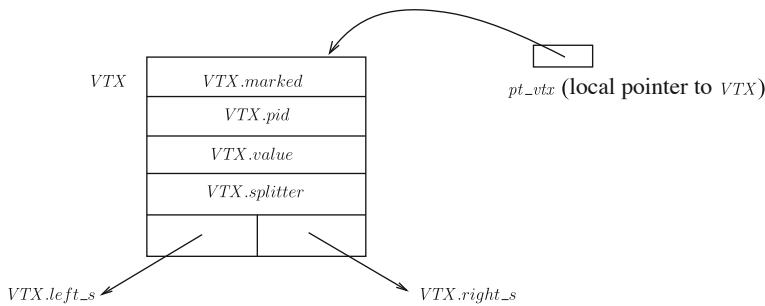 VTX
VTX.marked
pt_vtx (local pointer to VTX)
VTX.pid
VTX.value
VTX.splitter
VTX.left_s
VTX.right_s